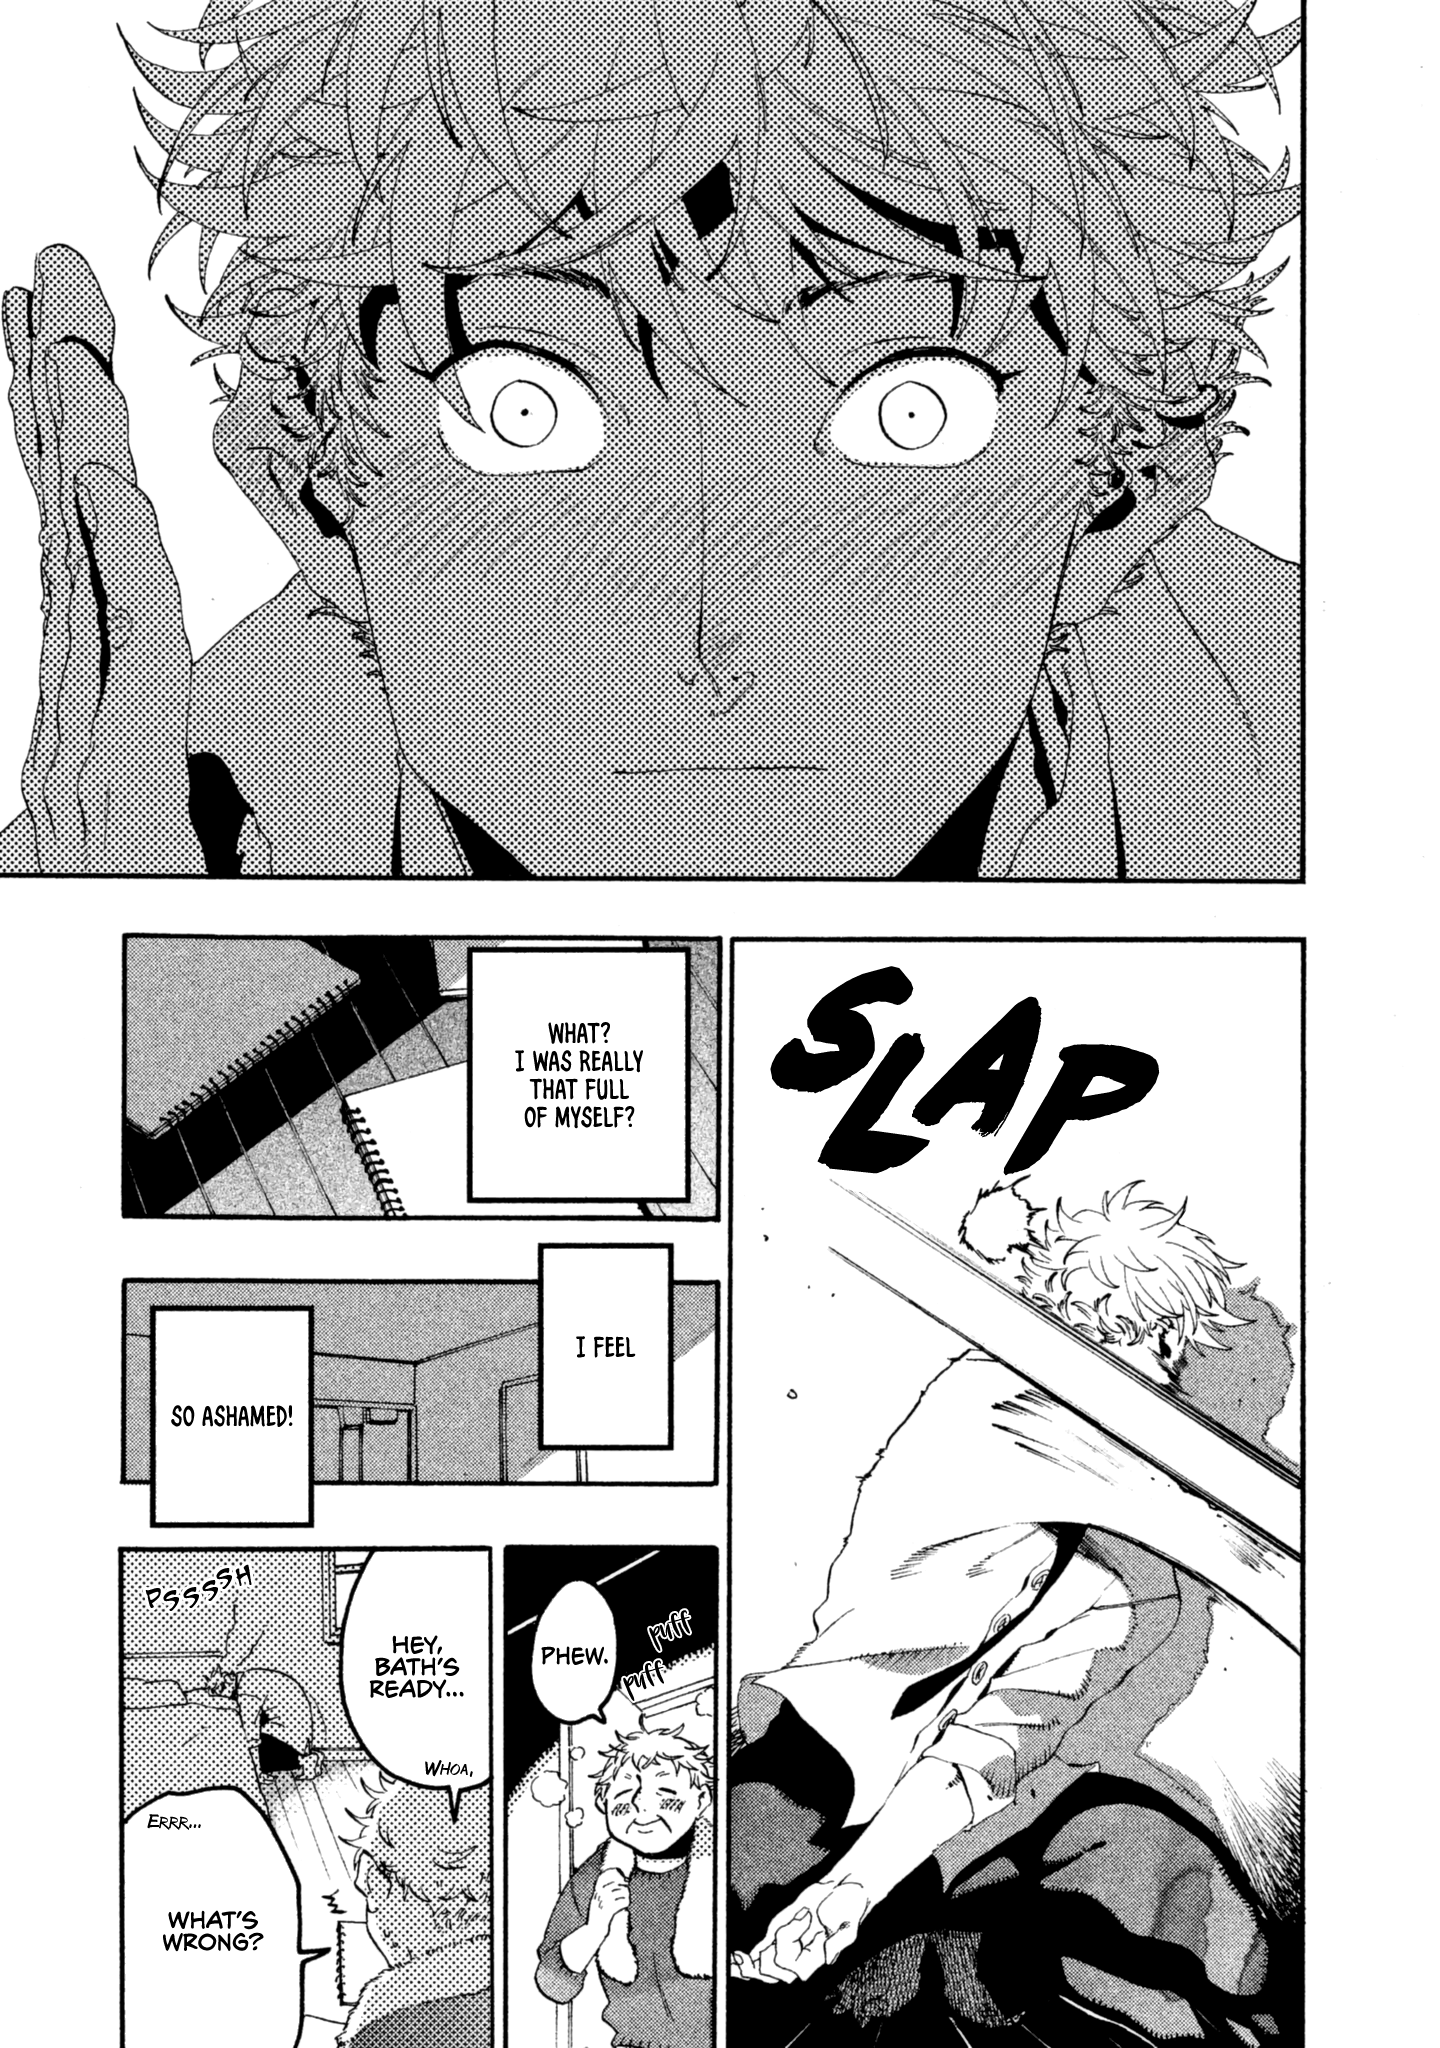 SLAP
WHAT?
I WAS REALLY
THAT FULL
OF MYSELF?
I FEEL
SO ASHAMED!
PHEW.
PUFF
PUFF
HEY,
BATH'S
READY...
WHOA,
PSSSSSH
ERRR...
WHAT'S
WRONG?